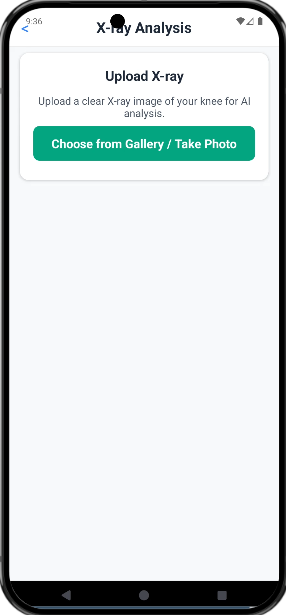 9:36
<
X-ray Analysis
Upload X-ray
Upload a clear X-ray image of your knee for AI
analysis.
Choose from Gallery / Take Photo